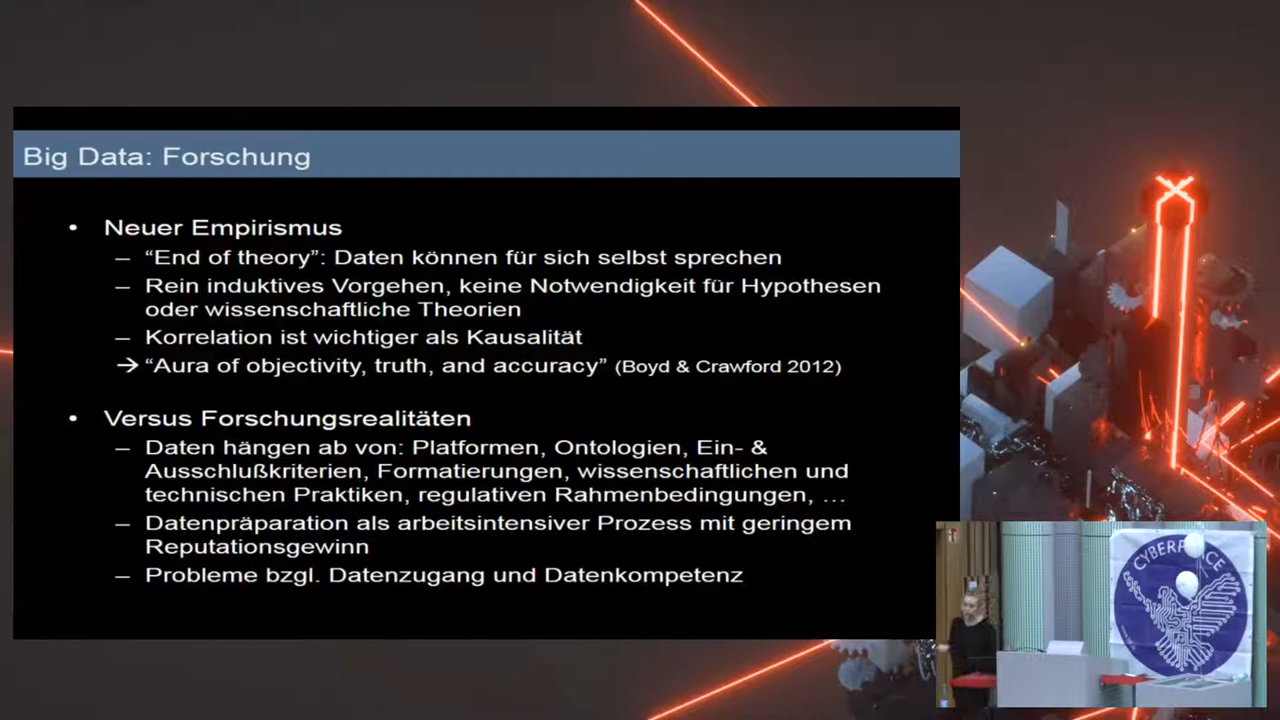 Big Data: Forschung
• Neuer Empirismus
– “End of theory”: Daten können für sich selbst sprechen
– Rein induktives Vorgehen, keine Notwendigkeit für Hypothesen
oder wissenschaftliche Theorien
– Korrelation ist wichtiger als Kausalität
→ “Aura of objectivity, truth, and accuracy” (Boyd & Crawford 2012)
• Versus Forschungsrealitäten
– Daten hängen ab von: Platformen, Ontologien, Ein- &
Ausschlußkriterien, Formatierungen, wissenschaftlichen und
technischen Praktiken, regulativen Rahmenbedingungen, …
– Datenpräparation als arbeitsintensiver Prozess mit geringem
Reputationsgewinn
– Probleme bzgl. Datenzugang und Datenkompetenz